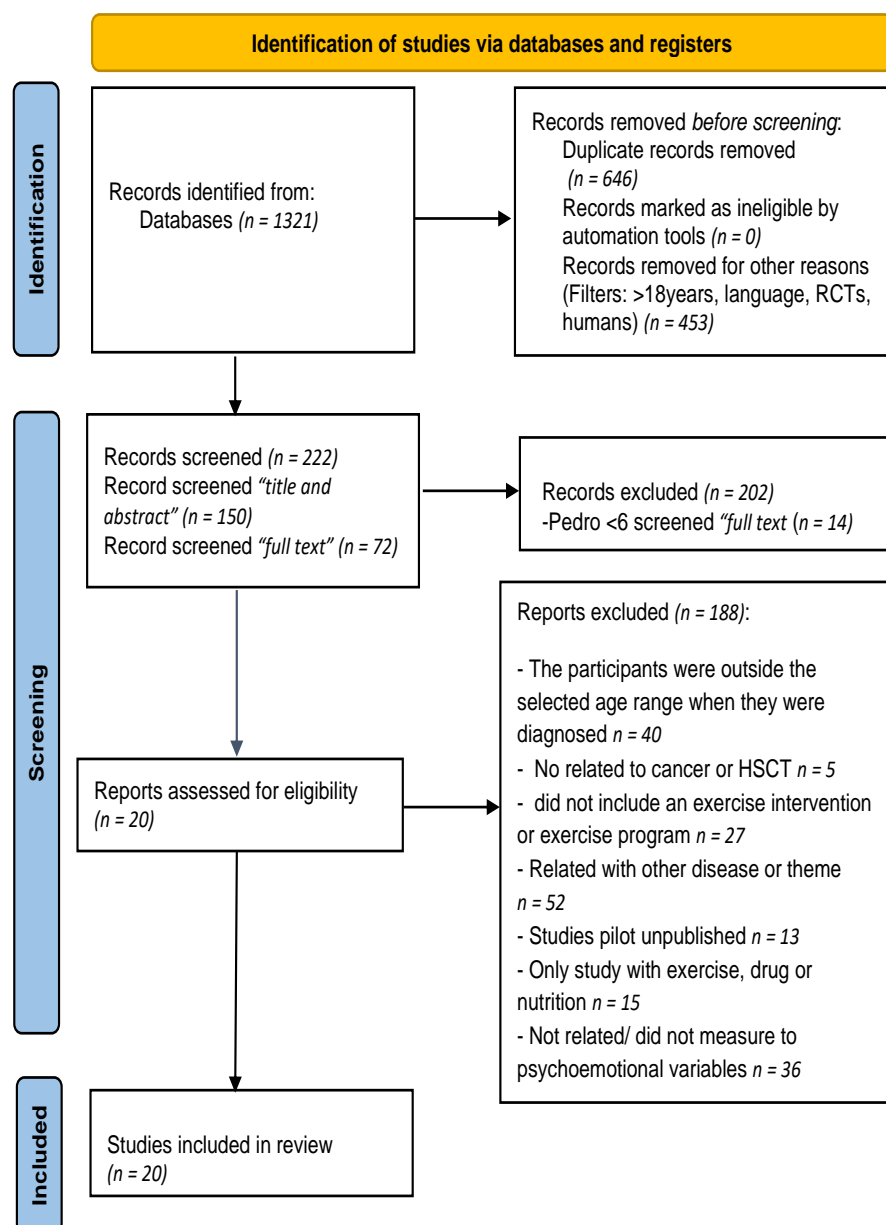 Identification of studies via databases and registers
Identification
Records identified from:
Databases (n = 1321)
Records removed before screening:
Duplicate records removed
(n = 646)
Records marked as ineligible by
automation tools (n = 0)
Records removed for other reasons
(Filters: >18years, language, RCTs,
humans) (n = 453)
Screening
Records screened (n = 222)
Record screened “title and
abstract” (n = 150)
Record screened “full text” (n = 72)
Records excluded (n = 202)
-Pedro <6 screened “full text (n = 14)
Reports assessed for eligibility
(n = 20)
Reports excluded (n = 188):
- The participants were outside the
selected age range when they were
diagnosed n = 40
- No related to cancer or HSCT n = 5
- did not include an exercise intervention
or exercise program n = 27
- Related with other disease or theme
n = 52
- Studies pilot unpublished n = 13
- Only study with exercise, drug or
nutrition n = 15
- Not related/ did not measure to
psychoemotional variables n = 36
Included
Studies included in review
(n = 20)